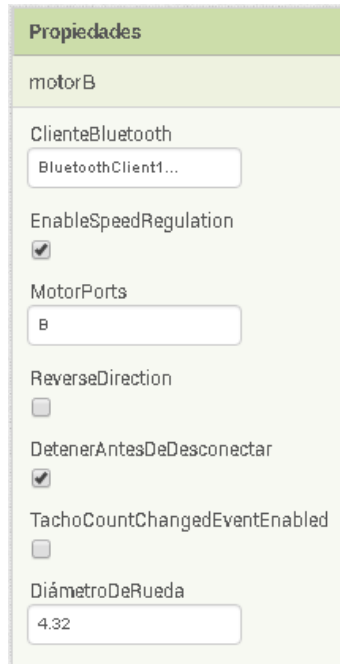 Propiedades
motorB
ClienteBluetooth
BluetoothClient1...
EnableSpeedRegulation
MotorPorts
B
ReverseDirection
DetenerAntesDeDesconectar
TachoCountChangedEventEnabled
DiámetroDeRueda
4.32